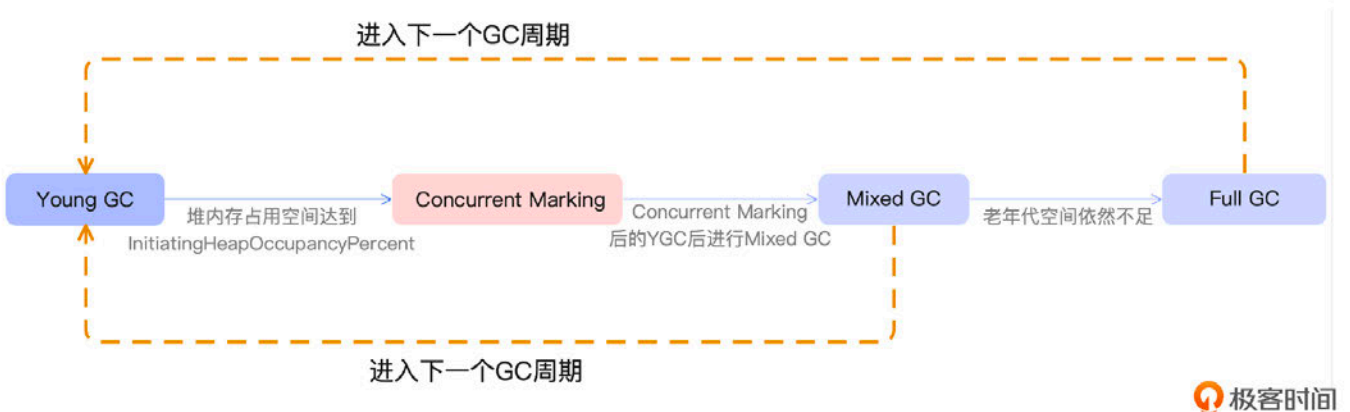 进入下一个GC周期
Young GC
堆内存占用空间达到
InitiatingHeapOccupancyPercent
Concurrent Marking
Concurrent Marking
后的YGC后进行Mixed GC
Mixed GC
老年代空间依然不足
Full GC
进入下一个GC周期
极客时间